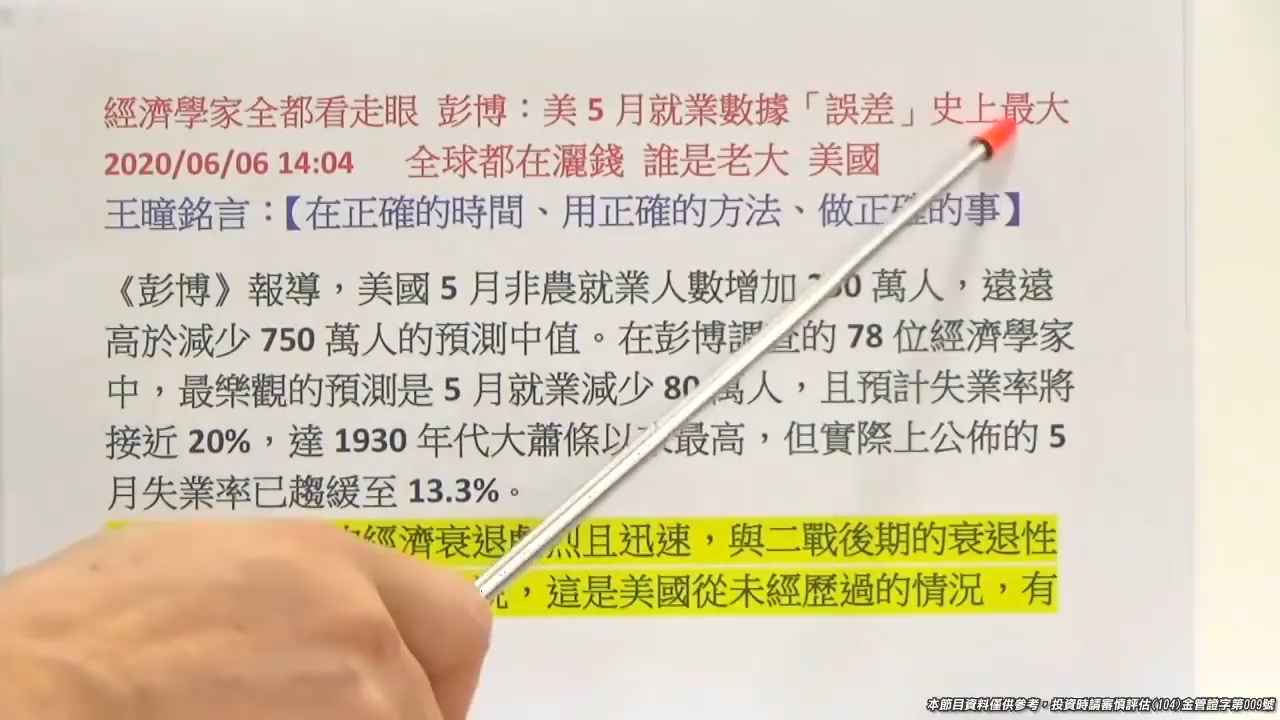 經濟學家全都看走眼 彭博：美 5 月就業數據「誤差」史上最大
2020/06/06 14:04 全球都在灑錢 誰是老大 美國
王曈銘言：【在正確的時間、用正確的方法、做正確的事】
《彭博》報導，美國 5 月非農就業人數增加 萬人，遠遠
高於減少 750 萬人的預測中值。在彭博調查的 78 位經濟學家
中，最樂觀的預測是 5 月就業減少 80 萬人，且預計失業率將
接近 20%，達 1930 年代大蕭條以來最高，但實際上公佈的 5
月失業率已趨緩至 13.3%。
經濟衰退劇烈且迅速，與二戰後期的衰退性
，這是美國從未經歷過的情況，有
本節目資料僅供參考，投資時請審慎評估(104)金管證字第009號